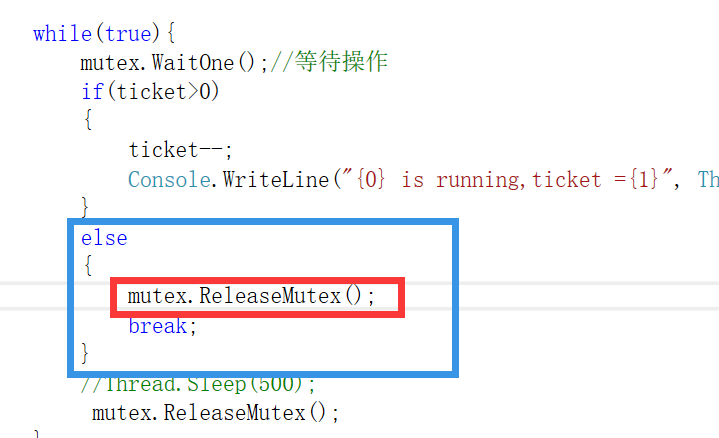 while(true){
mutex.WaitOne();//等待操作
if(ticket>0)
{
ticket--;
Console.WriteLine("{0} is running,ticket ={1}", Th
}
else
{
mutex.ReleaseMutex();
break;
}
//Thread.Sleep(500);
mutex.ReleaseMutex();
}